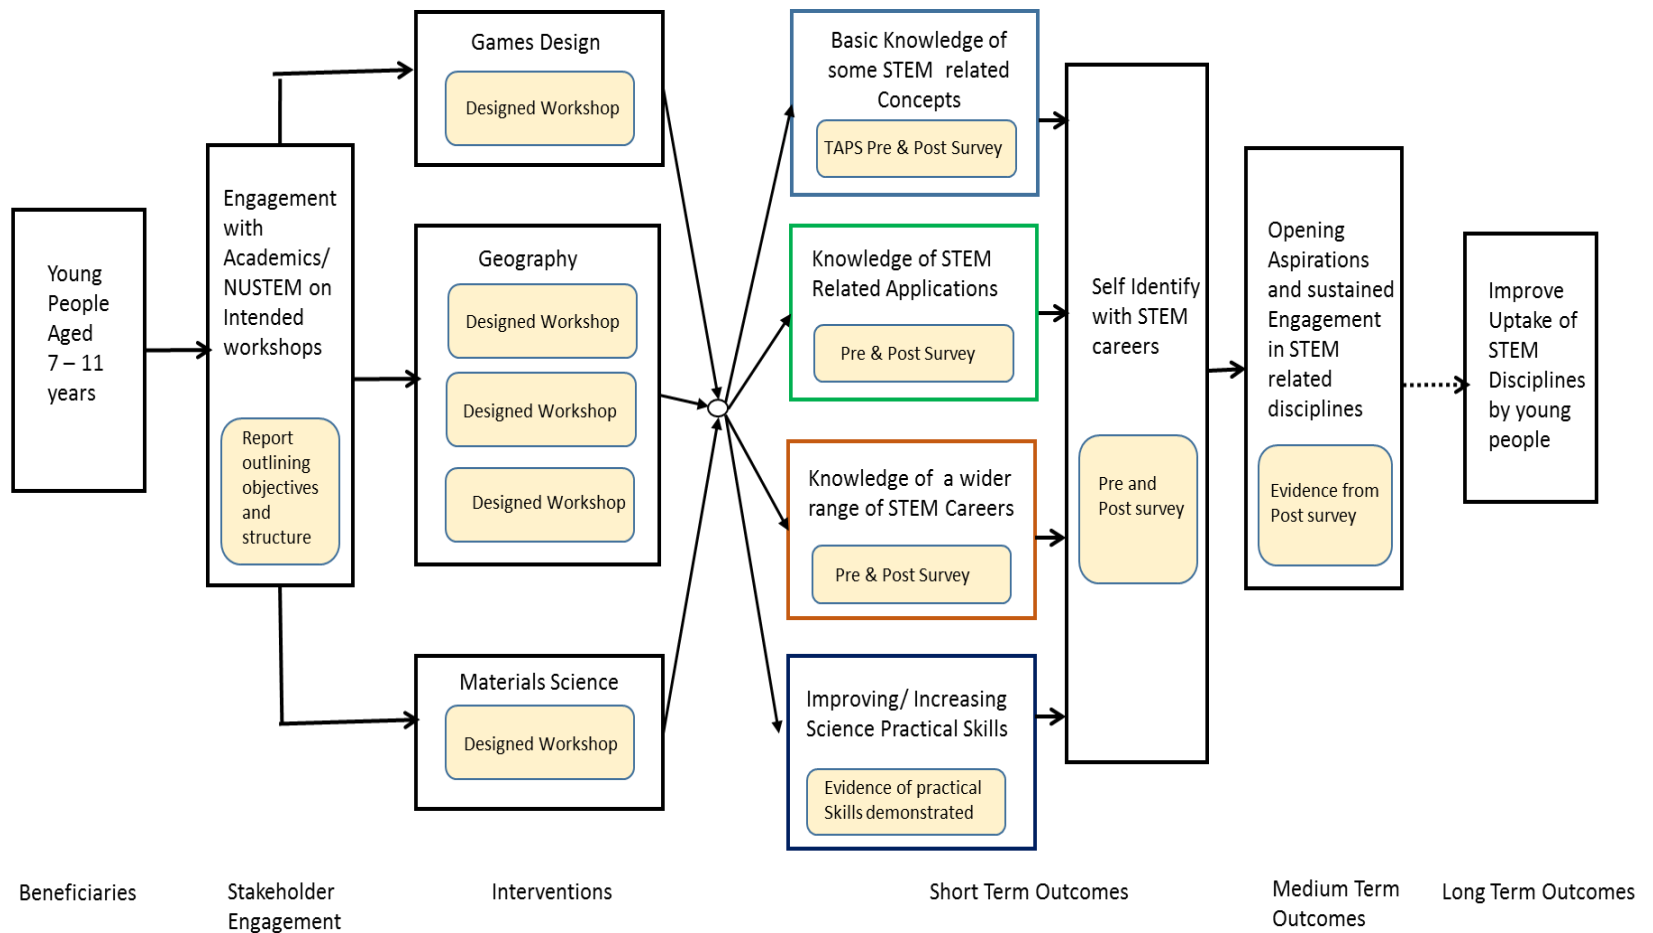 Young
People
Aged
7 – 11
years
Engagement
with
Academics/
NUSTEM on
Intended
workshops
Report
outlining
objectives
and
structure
Games Design
Designed Workshop
Geography
Designed Workshop
Designed Workshop
Designed Workshop
Materials Science
Designed Workshop
Basic Knowledge of
some STEM related
Concepts
TAPS Pre & Post Survey
Knowledge of STEM
Related Applications
Pre & Post Survey
Knowledge of a wider
range of STEM Careers
Pre & Post Survey
Improving/ Increasing
Science Practical Skills
Evidence of practical
Skills demonstrated
Self Identify
with STEM
careers
Pre and
Post survey
Opening
Aspirations
and sustained
Engagement
in STEM
related
disciplines
Evidence from
Post survey
Improve
Uptake of
STEM
Disciplines
by young
people
Beneficiaries
Stakeholder
Engagement
Interventions
Short Term Outcomes
Medium Term
Outcomes
Long Term Outcomes